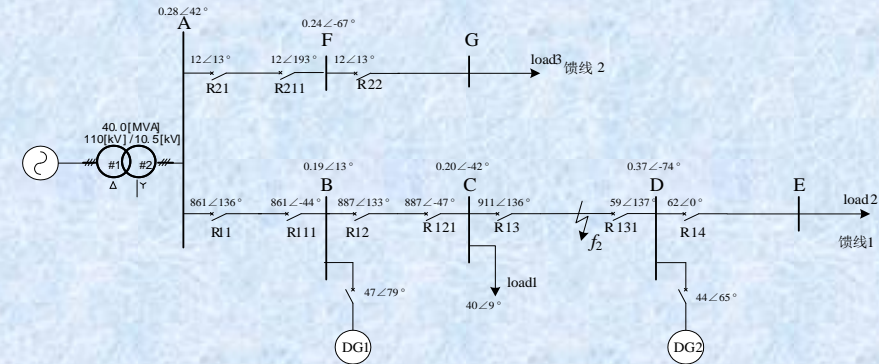 0.28∠42°
A
0.24∠-67°
F
G
12∠13°
12∠193°
12∠13°
load3
馈线 2
R21
R211
R22
40.0[MVA]
110[kV]/10.5[kV]
#1
#2
Δ
Y
0.19∠13°
0.20∠-42°
0.37∠-74°
B
C
D
E
861∠136°
861∠-44°
887∠133°
887∠-47°
911∠136°
59∠137°
62∠0°
load2
R11
R111
R12
R121
R13
f2
R131
R14
馈线1
load1
47∠79°
40∠9°
44∠65°
DG1
DG2